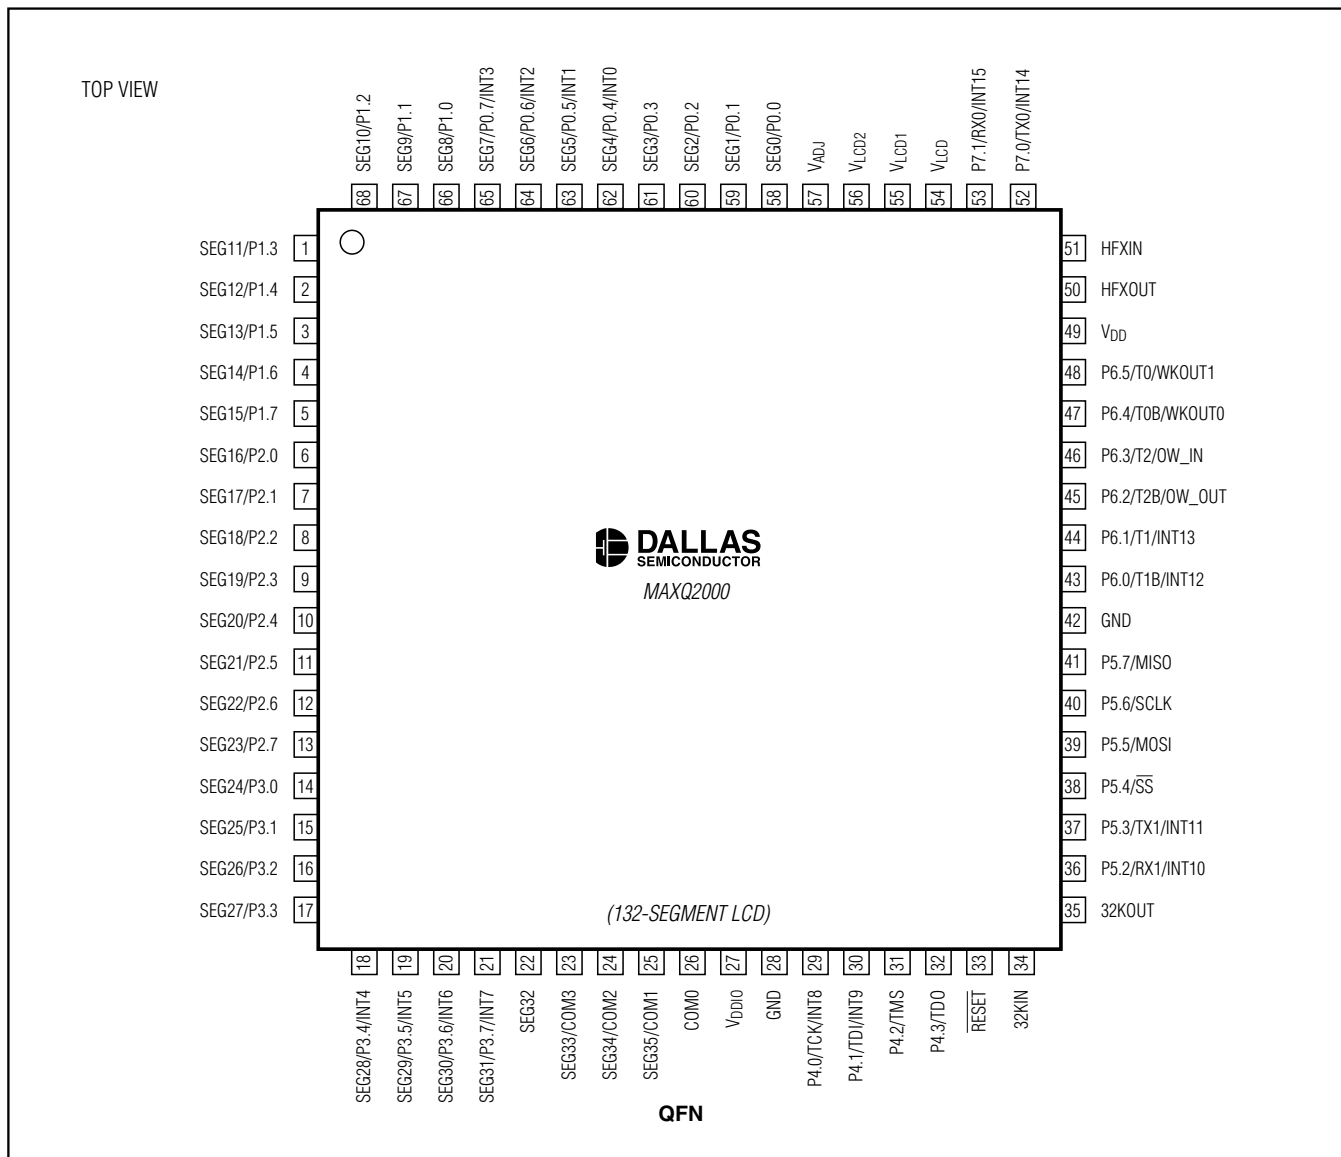 TOP VIEW
SEG10/P1.2
SEG9/P1.1
SEG8/P1.0
SEG7/P0.7/INT3
SEG6/P0.6/INT2
SEG5/P0.5/INT1
SEG4/P0.4/INT0
SEG3/P0.3
SEG2/P0.2
SEG1/P0.1
SEG0/P0.0
VADJ
VLCD2
VLCD1
VLCD
P7.1/RX0/INT15
P7.0/TX0/INT14
68
67
66
65
64
63
62
61
60
59
58
57
56
55
54
53
52
SEG11/P1.3 1
SEG12/P1.4 2
SEG13/P1.5 3
SEG14/P1.6 4
SEG15/P1.7 5
SEG16/P2.0 6
SEG17/P2.1 7
SEG18/P2.2 8
SEG19/P2.3 9
SEG20/P2.4 10
SEG21/P2.5 11
SEG22/P2.6 12
SEG23/P2.7 13
SEG24/P3.0 14
SEG25/P3.1 15
SEG26/P3.2 16
SEG27/P3.3 17
DALLAS
SEMICONDUCTOR
MAXQ2000
(132-SEGMENT LCD)
51 HFXIN
50 HFXOUT
49 VDD
48 P6.5/T0/WKOUT1
47 P6.4/T0B/WKOUT0
46 P6.3/T2/OW_IN
45 P6.2/T2B/OW_OUT
44 P6.1/T1/INT13
43 P6.0/T1B/INT12
42 GND
41 P5.7/MISO
40 P5.6/SCLK
39 P5.5/MOSI
38 P5.4/S̅S̅
37 P5.3/TX1/INT11
36 P5.2/RX1/INT10
35 32KOUT
18
19
20
21
22
23
24
25
26
27
28
29
30
31
32
33
34
SEG28/P3.4/INT4
SEG29/P3.5/INT5
SEG30/P3.6/INT6
SEG31/P3.7/INT7
SEG32
SEG33/COM3
SEG34/COM2
SEG35/COM1
COM0
VDDIO
GND
P4.0/TCK/INT8
P4.1/TDI/INT9
P4.2/TMS
P4.3/TDO
R̅E̅S̅E̅T̅
32KIN
QFN